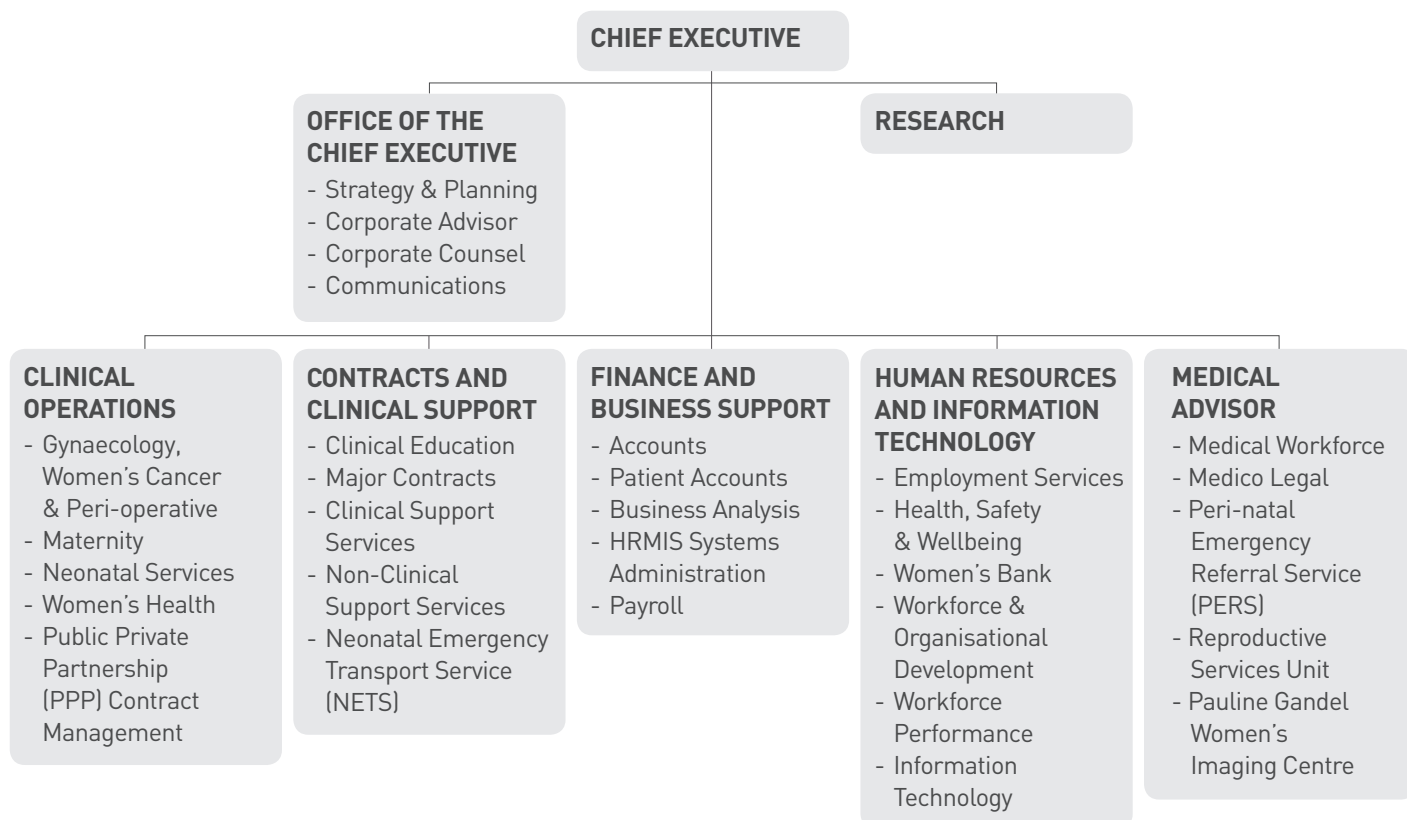 CHIEF EXECUTIVE
OFFICE OF THE
CHIEF EXECUTIVE
- Strategy & Planning
- Corporate Advisor
- Corporate Counsel
- Communications
RESEARCH
CLINICAL
OPERATIONS
- Gynaecology,
Women's Cancer
& Peri-operative
- Maternity
- Neonatal Services
- Women's Health
- Public Private
Partnership
(PPP) Contract
Management
CONTRACTS AND
CLINICAL SUPPORT
- Clinical Education
- Major Contracts
- Clinical Support
Services
- Non-Clinical
Support Services
- Neonatal Emergency
Transport Service
(NETS)
FINANCE AND
BUSINESS SUPPORT
- Accounts
- Patient Accounts
- Business Analysis
- HRMIS Systems
Administration
- Payroll
HUMAN RESOURCES
AND INFORMATION
TECHNOLOGY
- Employment Services
- Health, Safety
& Wellbeing
- Women's Bank
- Workforce &
Organisational
Development
- Workforce
Performance
- Information
Technology
MEDICAL
ADVISOR
- Medical Workforce
- Medico Legal
- Peri-natal
Emergency
Referral Service
(PERS)
- Reproductive
Services Unit
- Pauline Gandel
Women's
Imaging Centre